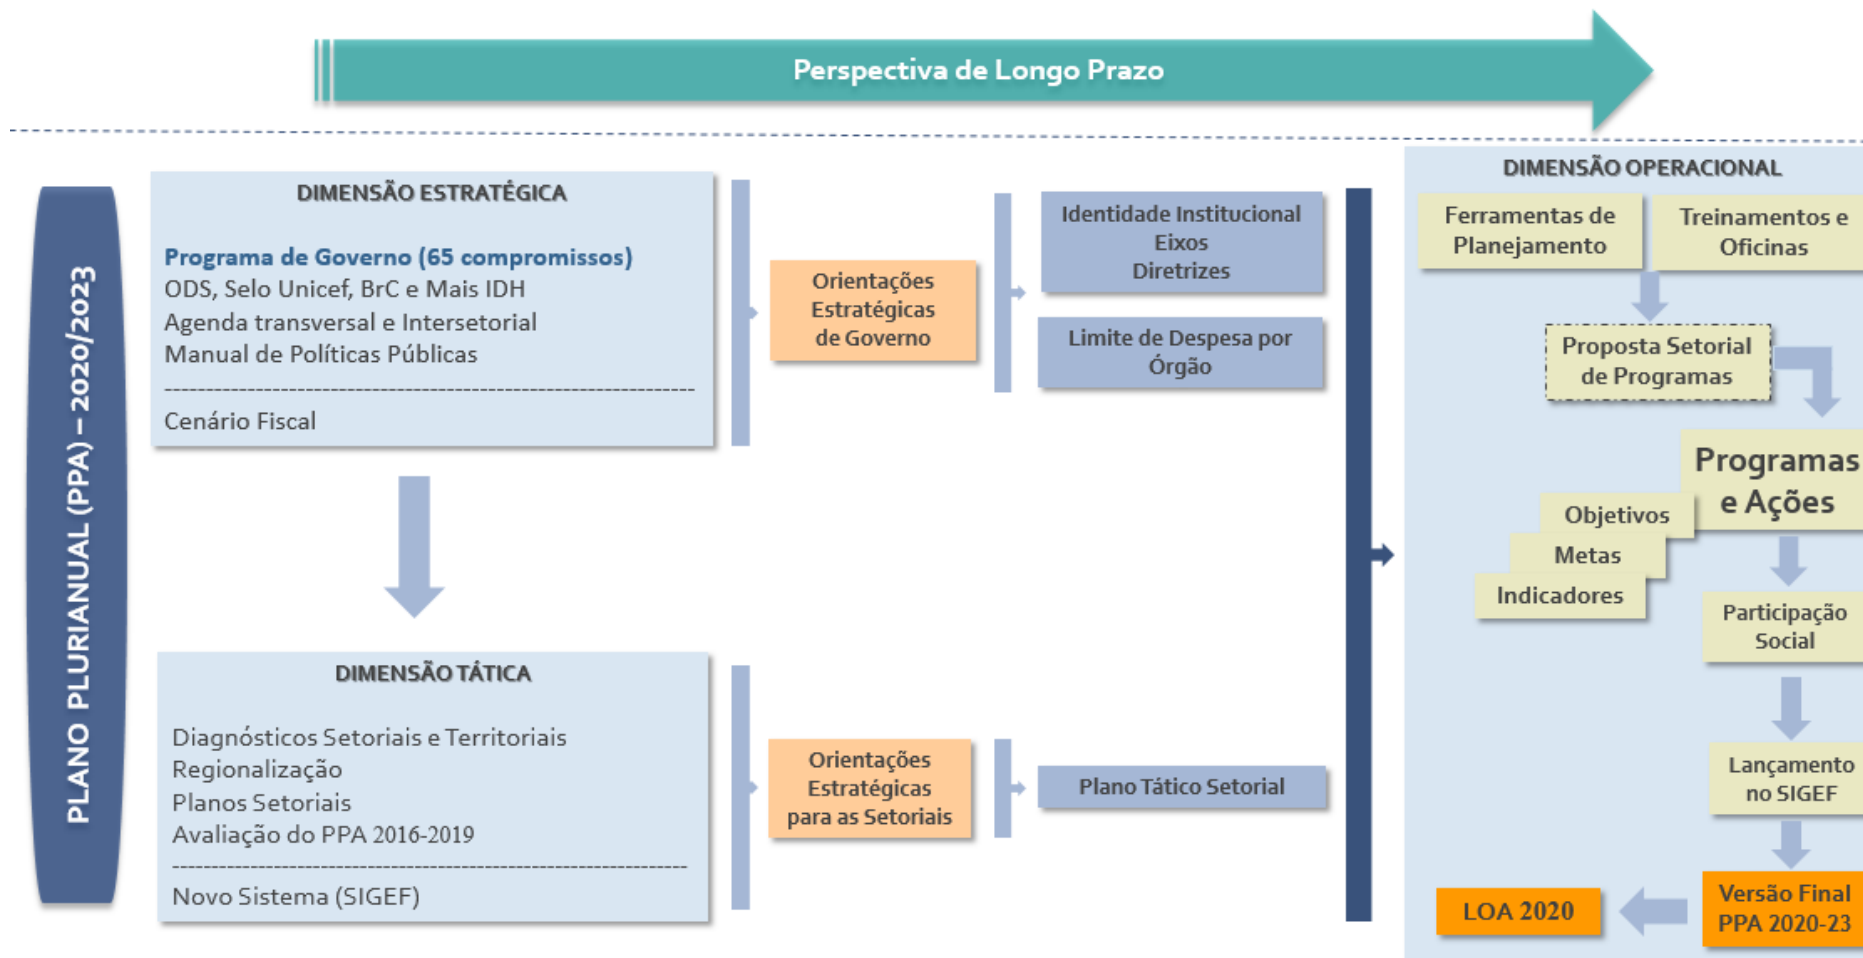 Perspectiva de Longo Prazo
PLANO PLURIANUAL (PPA) – 2020/2023
DIMENSÃO ESTRATÉGICA
Programa de Governo (65 compromissos)
ODS, Selo Unicef, BrC e Mais IDH
Agenda transversal e Intersetorial
Manual de Políticas Públicas
Cenário Fiscal
Orientações
Estratégicas
de Governo
Identidade Institucional
Eixos
Diretrizes
Limite de Despesa por
Órgão
DIMENSÃO TÁTICA
Diagnósticos Setoriais e Territoriais
Regionalização
Planos Setoriais
Avaliação do PPA 2016-2019
Novo Sistema (SIGEF)
Orientações
Estratégicas
para as Setoriais
Plano Tático Setorial
DIMENSÃO OPERACIONAL
Ferramentas de
Planejamento
Treinamentos e
Oficinas
Proposta Setorial
de Programas
Programas
e Ações
Objetivos
Metas
Indicadores
Participação
Social
Lançamento
no SIGEF
Versão Final
PPA 2020-23
LOA 2020